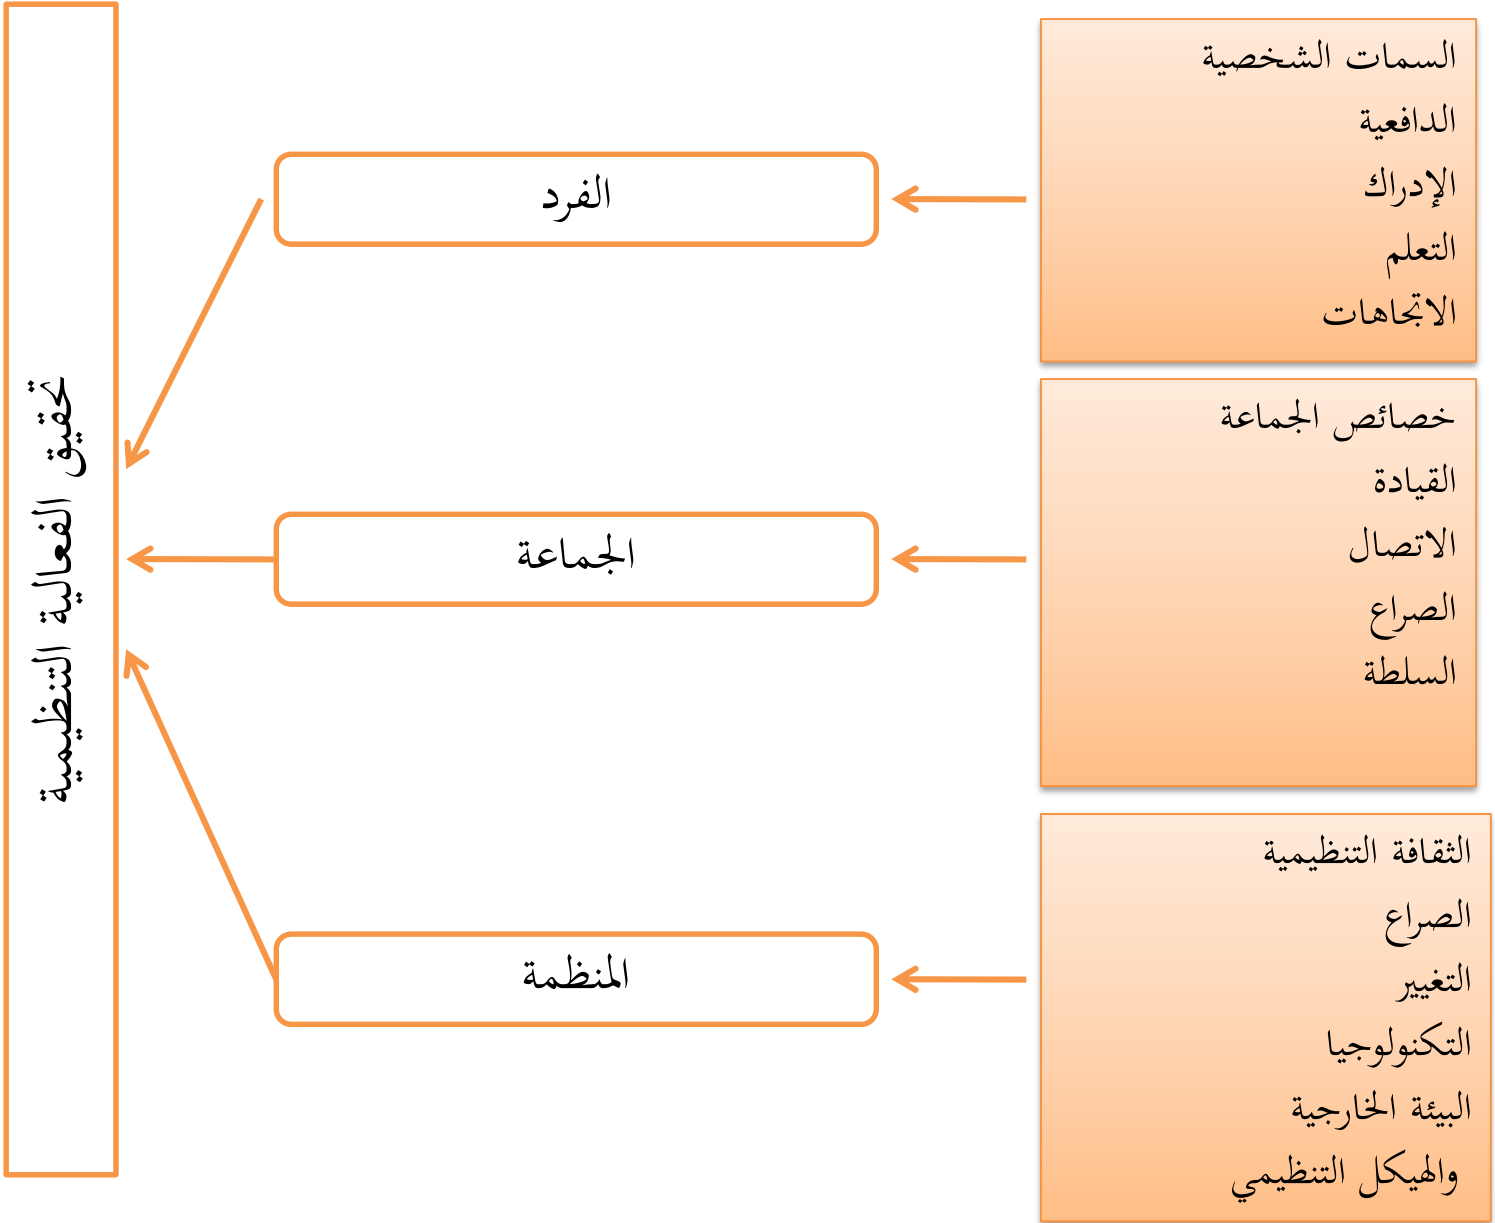 السمات الشخصية
الدافعية
الإدراك
التعلم
الاتجاهات
الفرد
خصائص الجماعة
القيادة
الاتصال
الصراع
السلطة
الجماعة
الثقافة التنظيمية
الصراع
التغيير
التكنولوجيا
البيئة الخارجية
والهيكل التنظيمي
المنظمة
تحقيق الفعالية التنظيمية